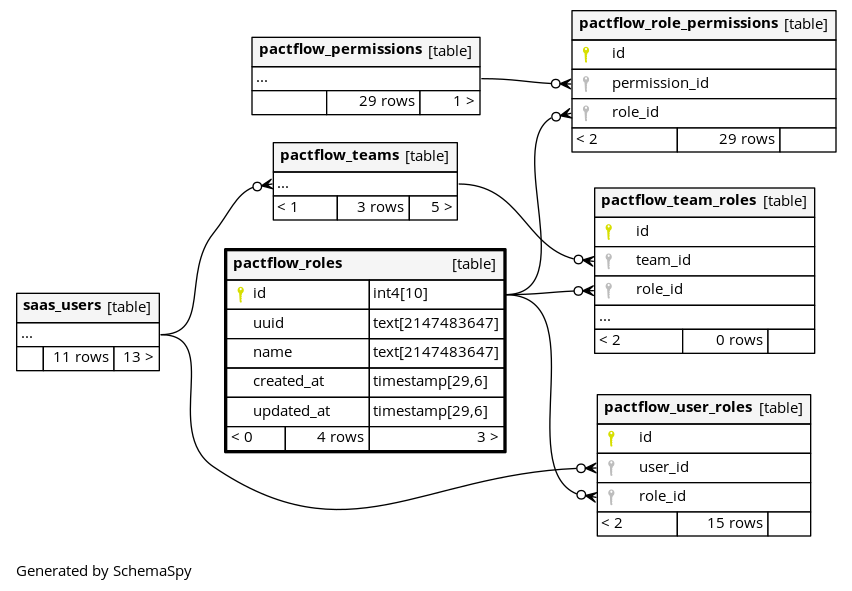 pactflow_role_permissions [table]
id
permission_id
role_id
< 2 29 rows
pactflow_permissions [table]
...
29 rows 1 >
pactflow_teams [table]
...
< 1 3 rows 5 >
pactflow_team_roles [table]
id
team_id
role_id
...
< 2 0 rows
pactflow_roles [table]
id int4[10]
uuid text[2147483647]
name text[2147483647]
created_at timestamp[29,6]
updated_at timestamp[29,6]
< 0 4 rows 3 >
saas_users [table]
...
11 rows 13 >
pactflow_user_roles [table]
id
user_id
role_id
< 2 15 rows
Generated by SchemaSpy